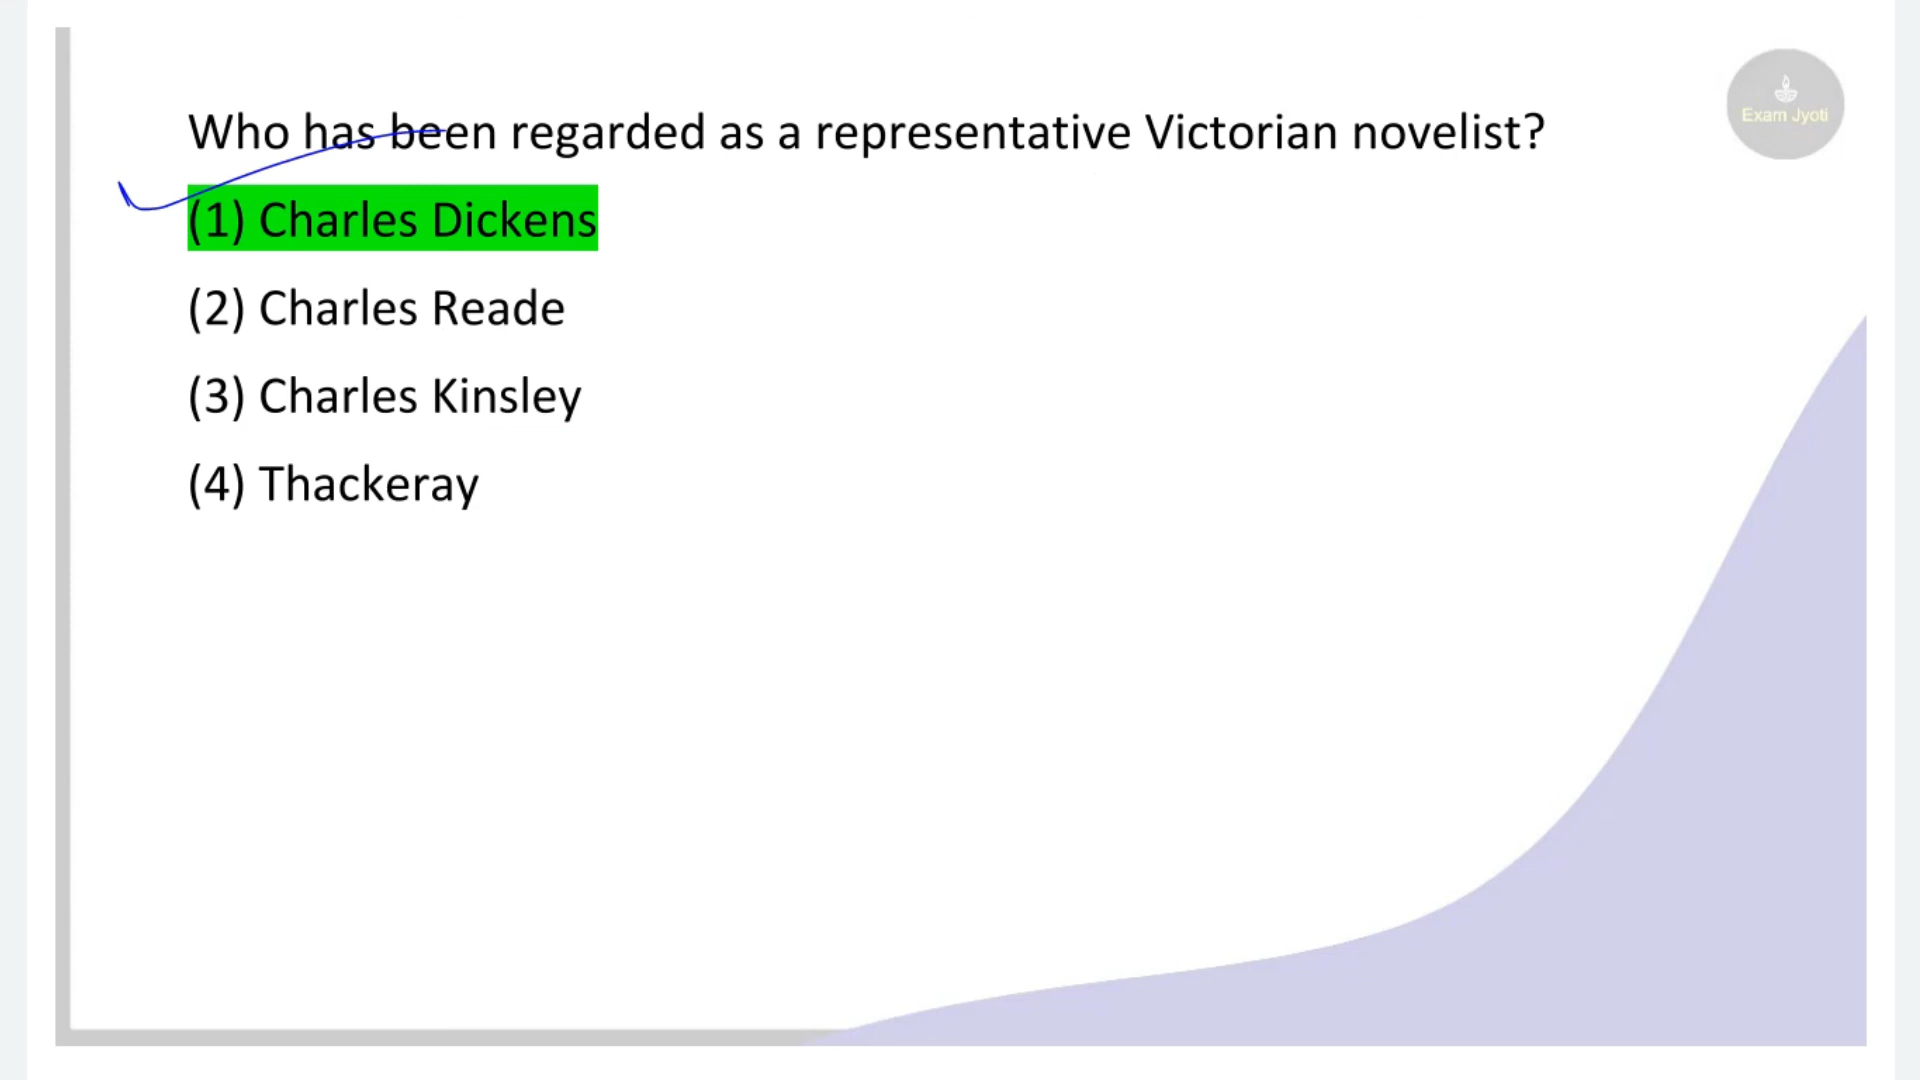 Exam Jyoti
Who has been regarded as a representative Victorian novelist?
(1) Charles Dickens
(2) Charles Reade
(3) Charles Kinsley
(4) Thackeray